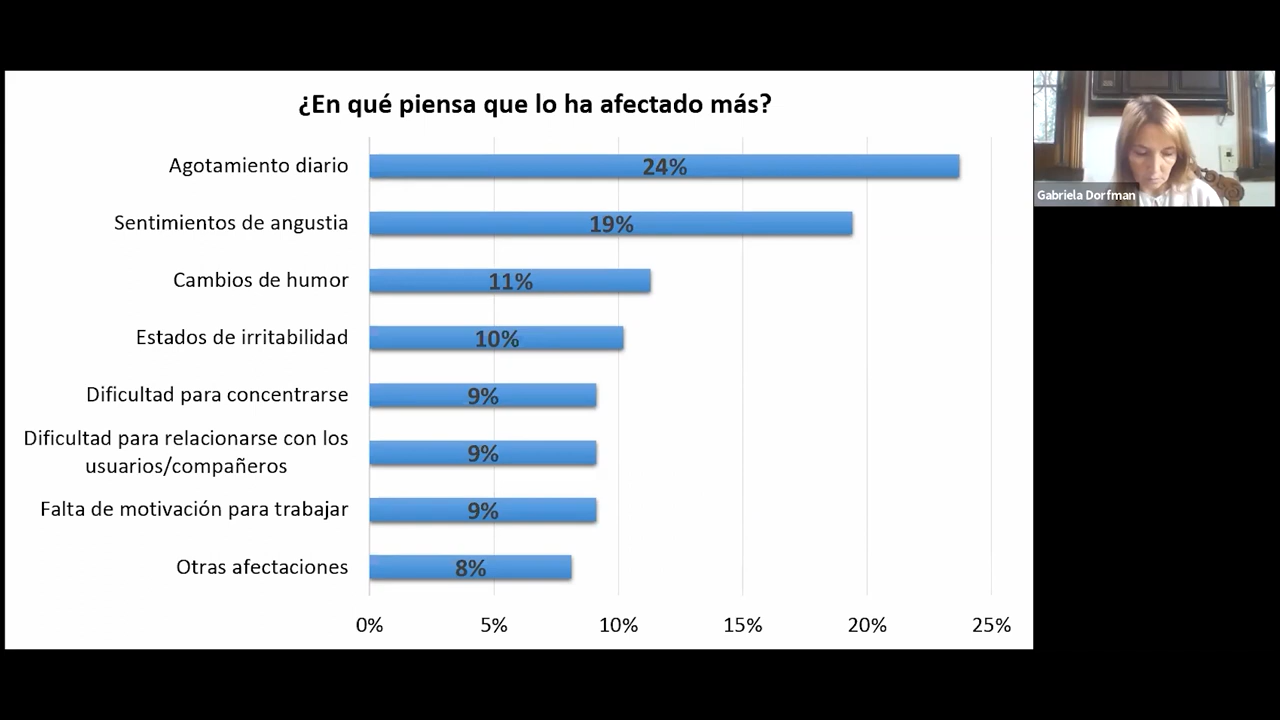 ¿En qué piensa que lo ha afectado más?
Agotamiento diario
24%
Sentimientos de angustia
19%
Cambios de humor
11%
Estados de irritabilidad
10%
Dificultad para concentrarse
9%
Dificultad para relacionarse con los
usuarios/compañeros
9%
Falta de motivación para trabajar
9%
Otras afectaciones
8%
0% 5% 10% 15% 20% 25%
Gabriela Dorfman